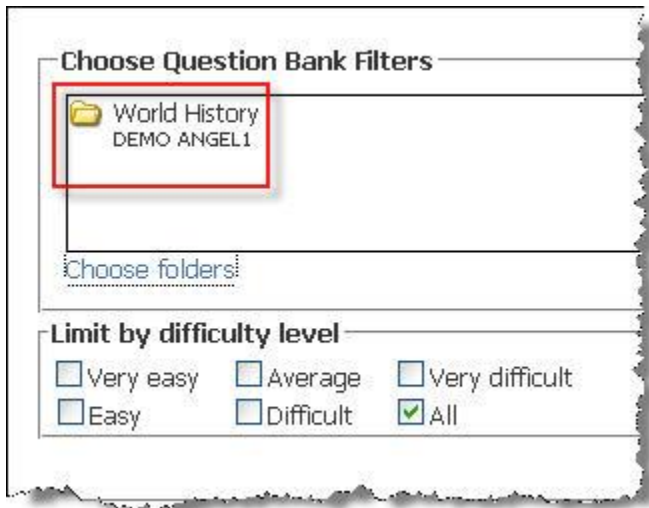 Choose Question Bank Filters
World History
DEMO ANGEL1
Choose folders
Limit by difficulty level
Very easy Average Very difficult
Easy Difficult All